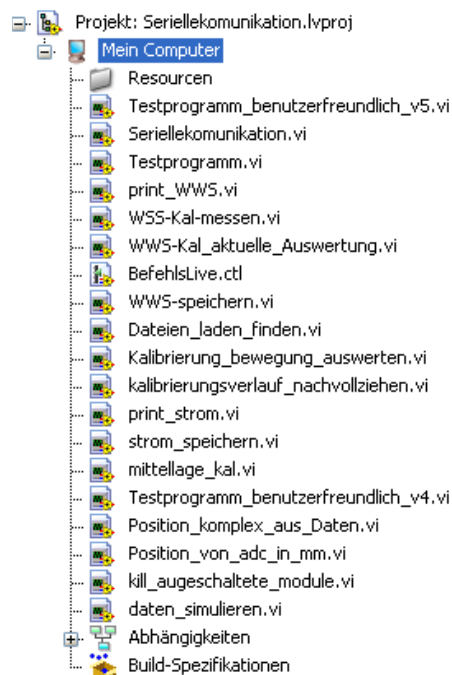 Projekt: Seriellekomunikation.lvproj
Mein Computer
Resourcen
Testprogramm_benutzerfreundlich_v5.vi
Seriellekomunikation.vi
Testprogramm.vi
print_WWS.vi
WSS-Kal-messen.vi
WWS-Kal_aktuelle_Auswertung.vi
BefehlsLive.ctl
WWS-speichern.vi
Dateien_laden_finden.vi
Kalibrierung_bewegung_auswerten.vi
kalibrierungsverlauf_nachvollziehen.vi
print_strom.vi
strom_speichern.vi
mittellage_kal.vi
Testprogramm_benutzerfreundlich_v4.vi
Position_komplex_aus_Daten.vi
Position_von_adc_in_mm.vi
kill_augeschaltete_module.vi
daten_simulieren.vi
Abhängigkeiten
Build-Spezifikationen